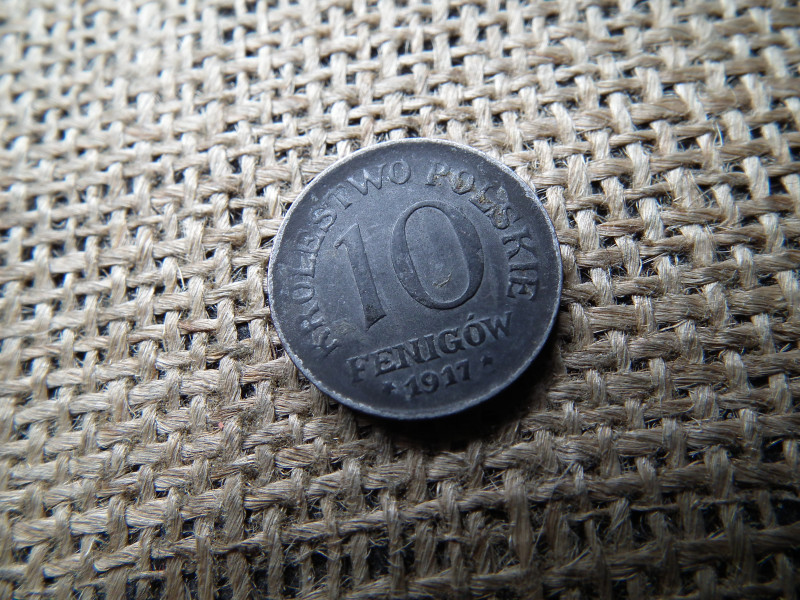 KRÓLESTWO POLSKIE
10
FENIGÓW
* 1917 *